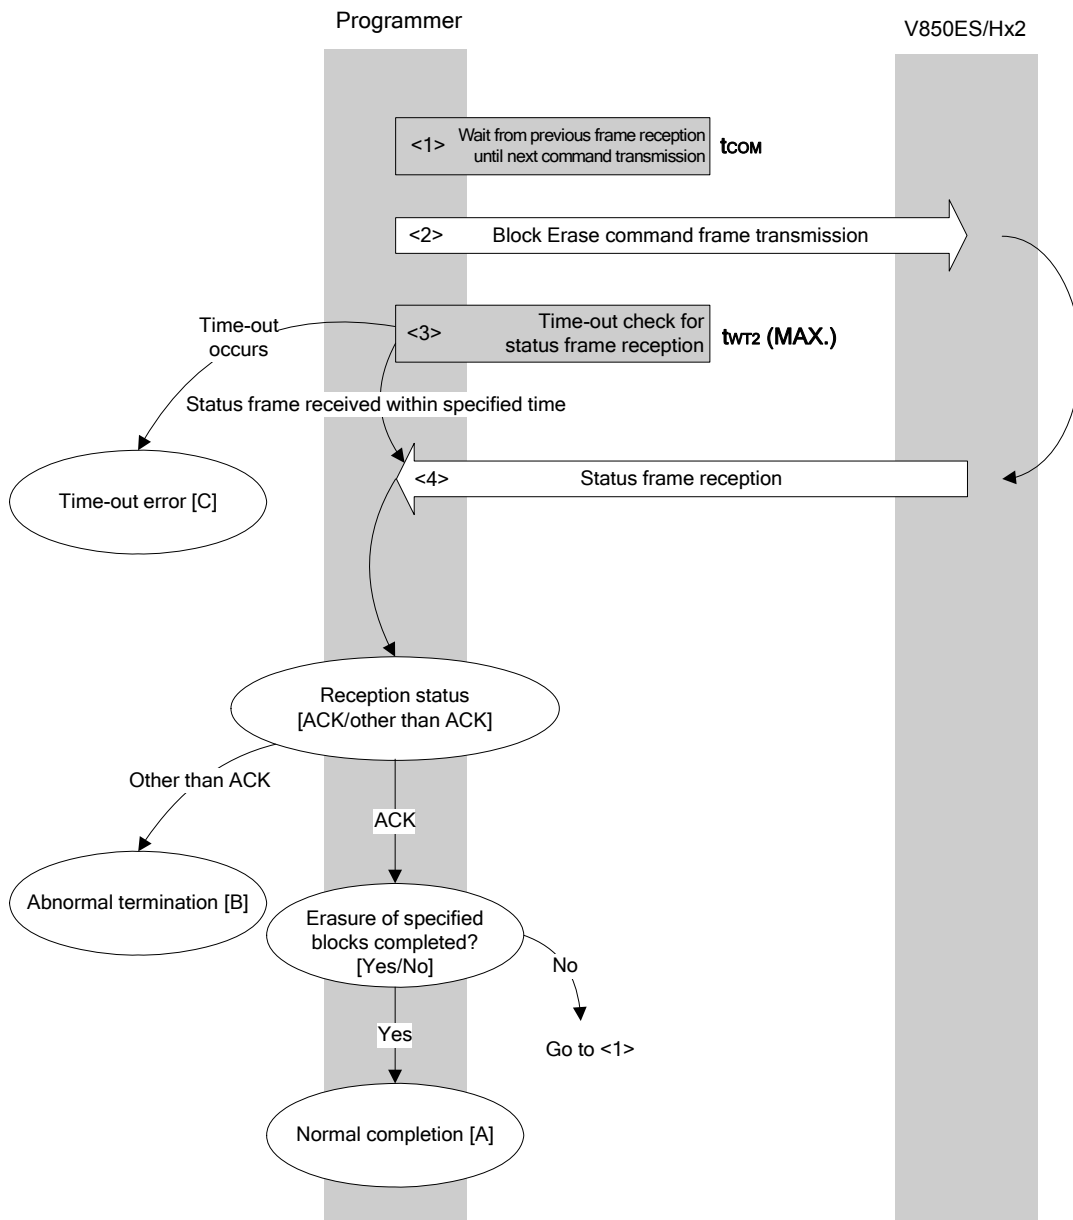 Programmer
V850ES/Hx2
<1> Wait from previous frame reception
until next command transmission
tCOM
<2> Block Erase command frame transmission
Time-out
occurs
<3> Time-out check for
status frame reception
tWT2 (MAX.)
Status frame received within specified time
<4> Status frame reception
Time-out error [C]
Reception status
[ACK/other than ACK]
Other than ACK
ACK
Abnormal termination [B]
Erasure of specified
blocks completed?
[Yes/No]
No
Yes
Go to <1>
Normal completion [A]